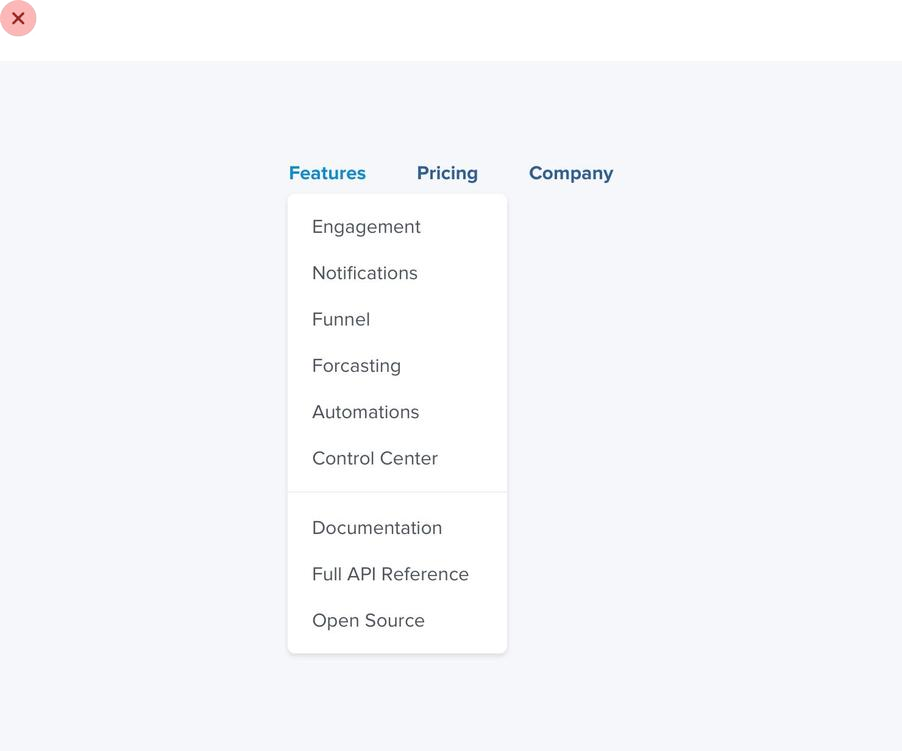 Features Pricing Company
Engagement
Notifications
Funnel
Forcasting
Automations
Control Center
Documentation
Full API Reference
Open Source